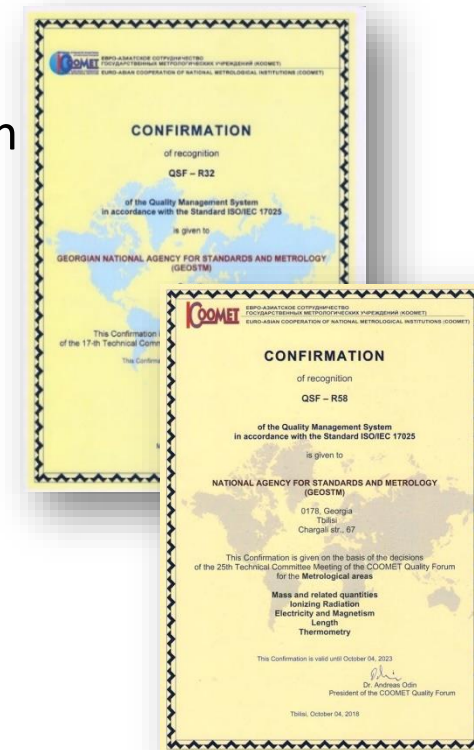 n
COOMET
ЕВРО-АЗИАТСКОЕ СОТРУДНИЧЕСТВО
ГОСУДАРСТВЕННЫХ МЕТРОЛОГИЧЕСКИХ УЧРЕЖДЕНИЙ (КООМЕТ)
EURO-ASIAN COOPERATION OF NATIONAL METROLOGICAL INSTITUTIONS (COOMET)
CONFIRMATION
of recognition
QSF – R32
of the Quality Management System
in accordance with the Standard ISO/IEC 17025
is given to
GEORGIAN NATIONAL AGENCY FOR STANDARDS AND METROLOGY
(GEOSTM)
This Confirmation
of the 17-th Technical Comm
This Confirma
COOMET
ЕВРО-АЗИАТСКОЕ СОТРУДНИЧЕСТВО
ГОСУДАРСТВЕННЫХ МЕТРОЛОГИЧЕСКИХ УЧРЕЖДЕНИЙ (КООМЕТ)
EURO-ASIAN COOPERATION OF NATIONAL METROLOGICAL INSTITUTIONS (COOMET)
CONFIRMATION
of recognition
QSF – R58
of the Quality Management System
in accordance with the Standard ISO/IEC 17025
is given to
NATIONAL AGENCY FOR STANDARDS AND METROLOGY
(GEOSTM)
0178, Georgia
Tbilisi
Chargali str., 67
This Confirmation is given on the basis of the decisions
of the 25th Technical Committee Meeting of the COOMET Quality Forum
for the Metrological areas
Mass and related quantities
Ionizing Radiation
Electricity and Magnetism
Length
Thermometry
This Confirmation is valid until October 04, 2023
Dr. Andreas Odin
President of the COOMET Quality Forum
Tbilisi, October 04, 2018